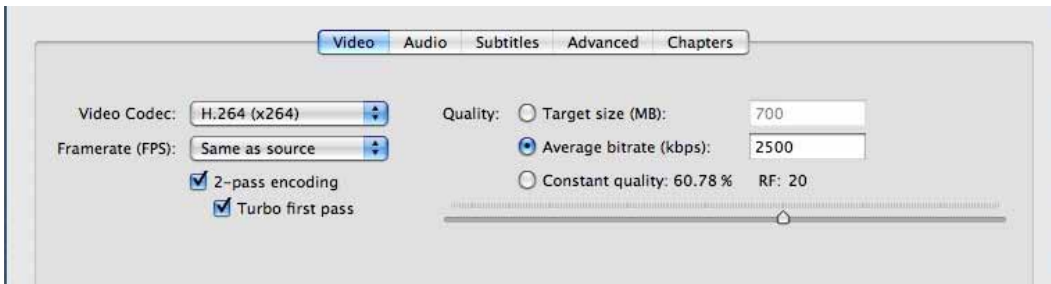 Video Audio Subtitles Advanced Chapters
Video Codec: H.264 (x264)
Framerate (FPS): Same as source
2-pass encoding
Turbo first pass
Quality: Target size (MB): 700
Average bitrate (kbps): 2500
Constant quality: 60.78 % RF: 20